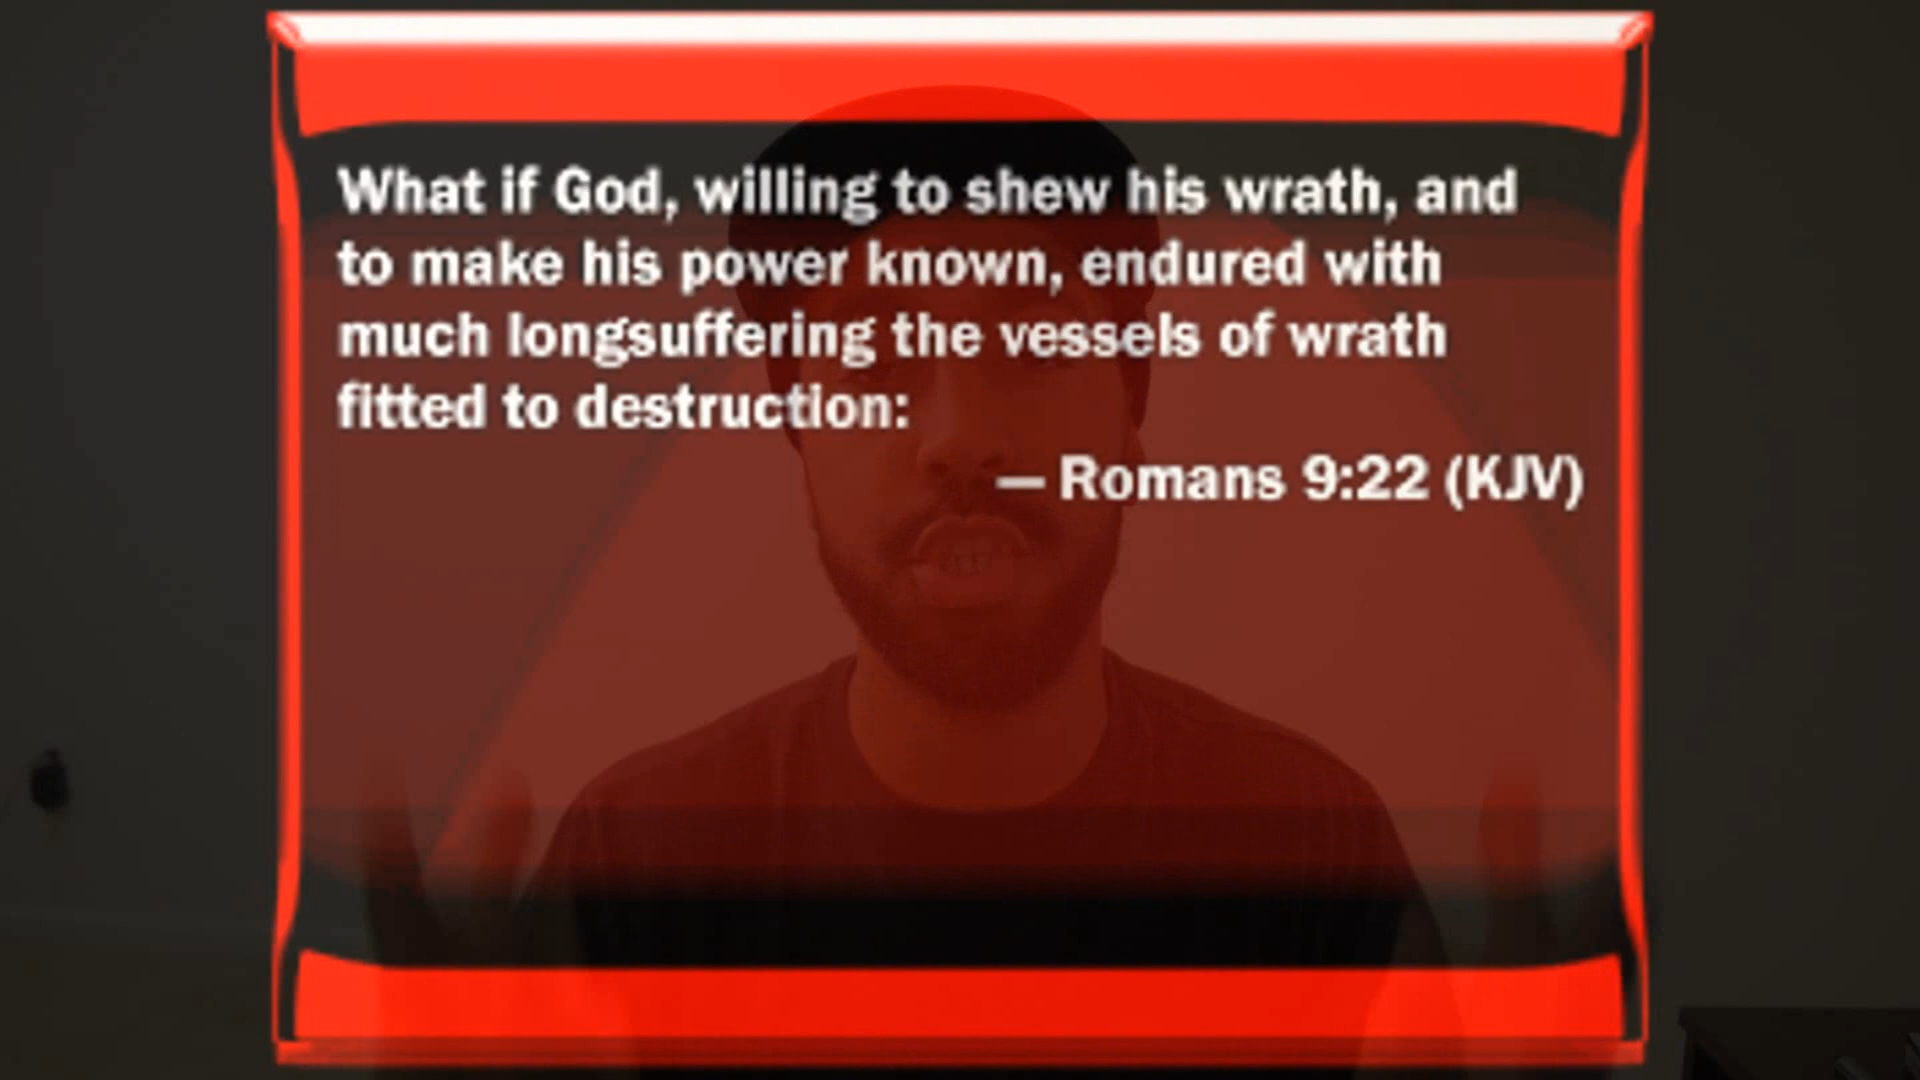 What if God, willing to shew his wrath, and
to make his power known, endured with
much longsuffering the vessels of wrath
fitted to destruction:
— Romans 9:22 (KJV)